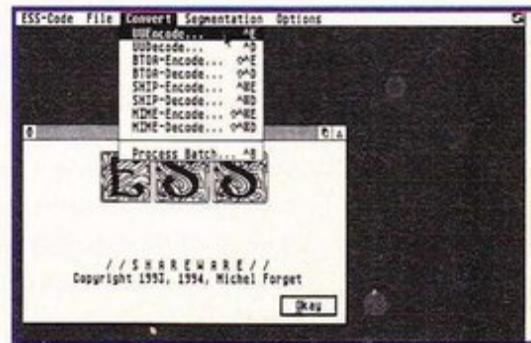 ESS-Code File Convert Segmentation Options
UUEncode... ^E
UUDecode... ^D
BTOA-Encode... ⇧^E
BTOA-Decode... ⇧^D
SHIP-Encode... ^⌘E
SHIP-Decode... ^⌘D
MIME-Encode... ⇧^⌘E
MIME-Decode... ⇧^⌘D
Process Batch... ^B
ESS
//SHAREWARE//
Copyright 1993, 1994, Michel Forget
Okay